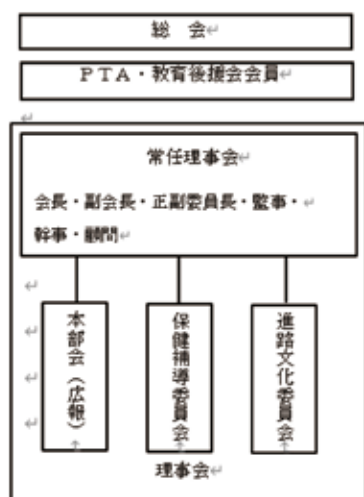 総　会
ＰＴＡ・教育後援会会員
常任理事会
会長・副会長・正副委員長・監事・
幹事・顧問
本部会（広報）
保健補導委員会
進路文化委員会
理事会